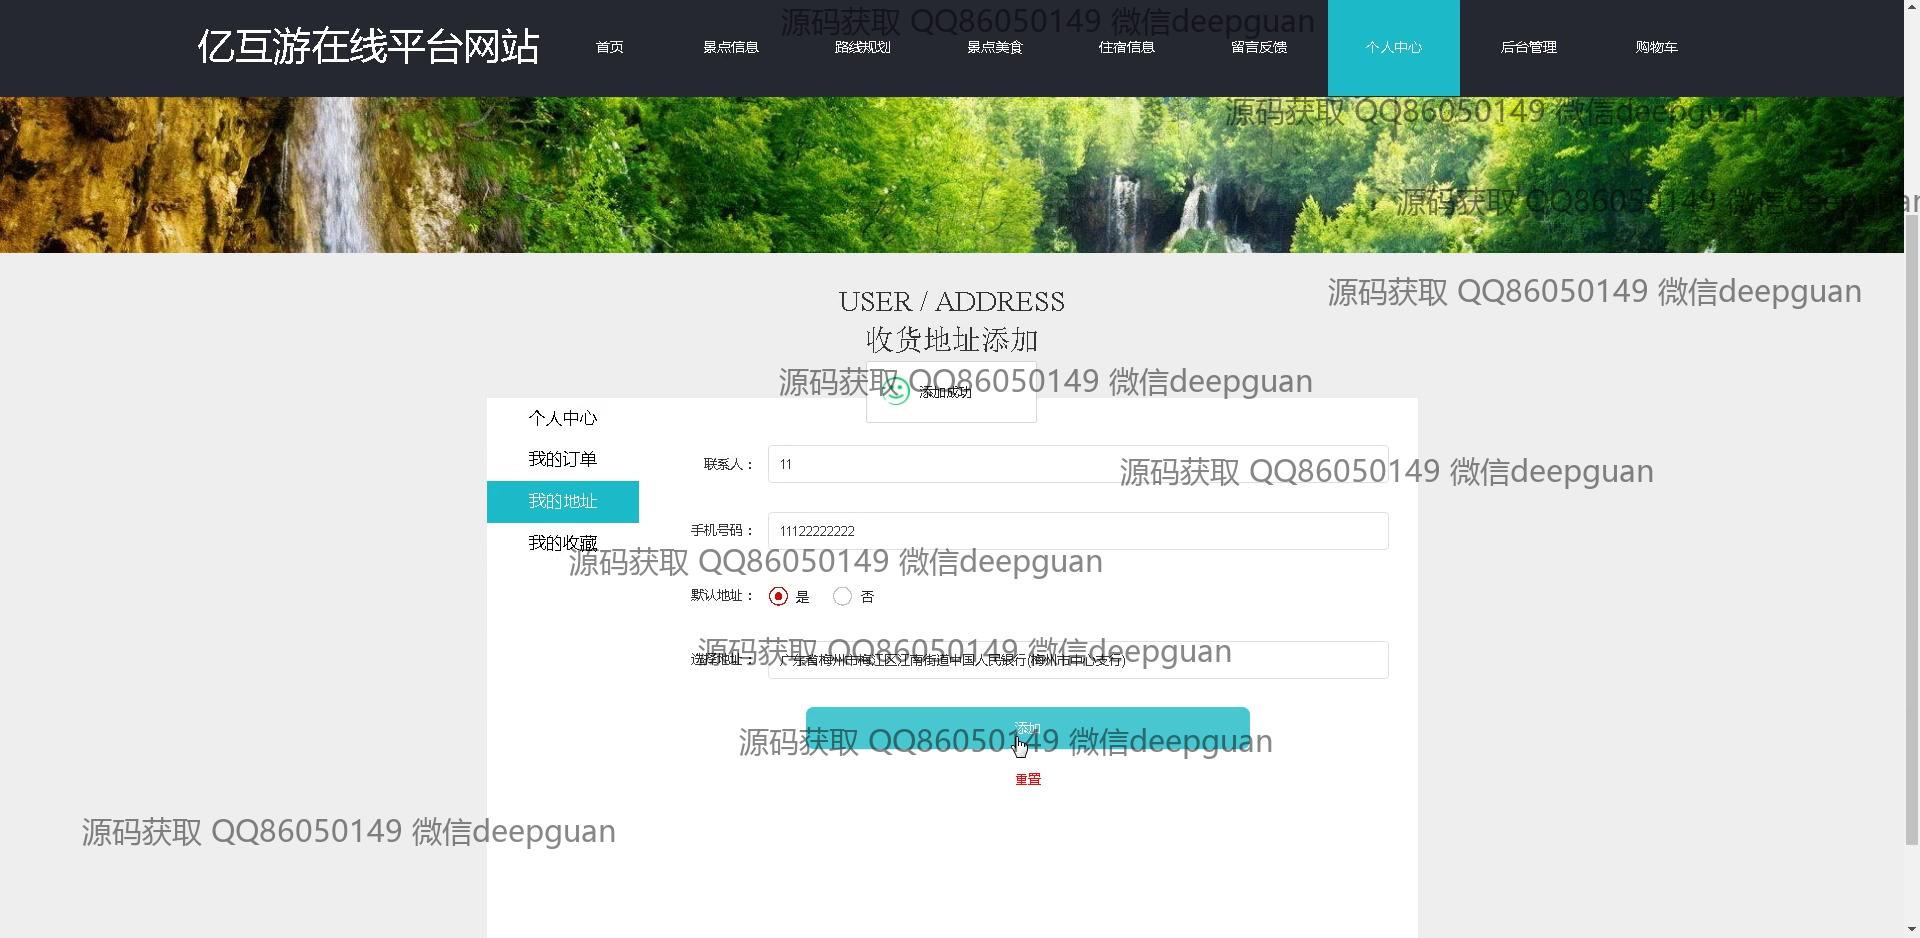 亿互游在线平台网站
首页
景点信息
路线规划
景点美食
住宿信息
留言反馈
个人中心
后台管理
购物车
源码获取 QQ86050149 微信deepguan
源码获取 QQ86050149 微信deepguan
源码获取 QQ86050149 微信deepguan
源码获取 QQ86050149 微信deepguan
USER / ADDRESS
收货地址添加
源码获取 QQ86050149 微信deepguan
添加成功
个人中心
我的订单
我的地址
我的收藏
联系人：
11
源码获取 QQ86050149 微信deepguan
手机号码：
11122222222
源码获取 QQ86050149 微信deepguan
默认地址：
是
否
源码获取 QQ86050149 微信deepguan
选择地址：
广东省梅州市梅江区江南街道中国人民银行(梅州市中心支行)
添加
源码获取 QQ86050149 微信deepguan
重置
源码获取 QQ86050149 微信deepguan